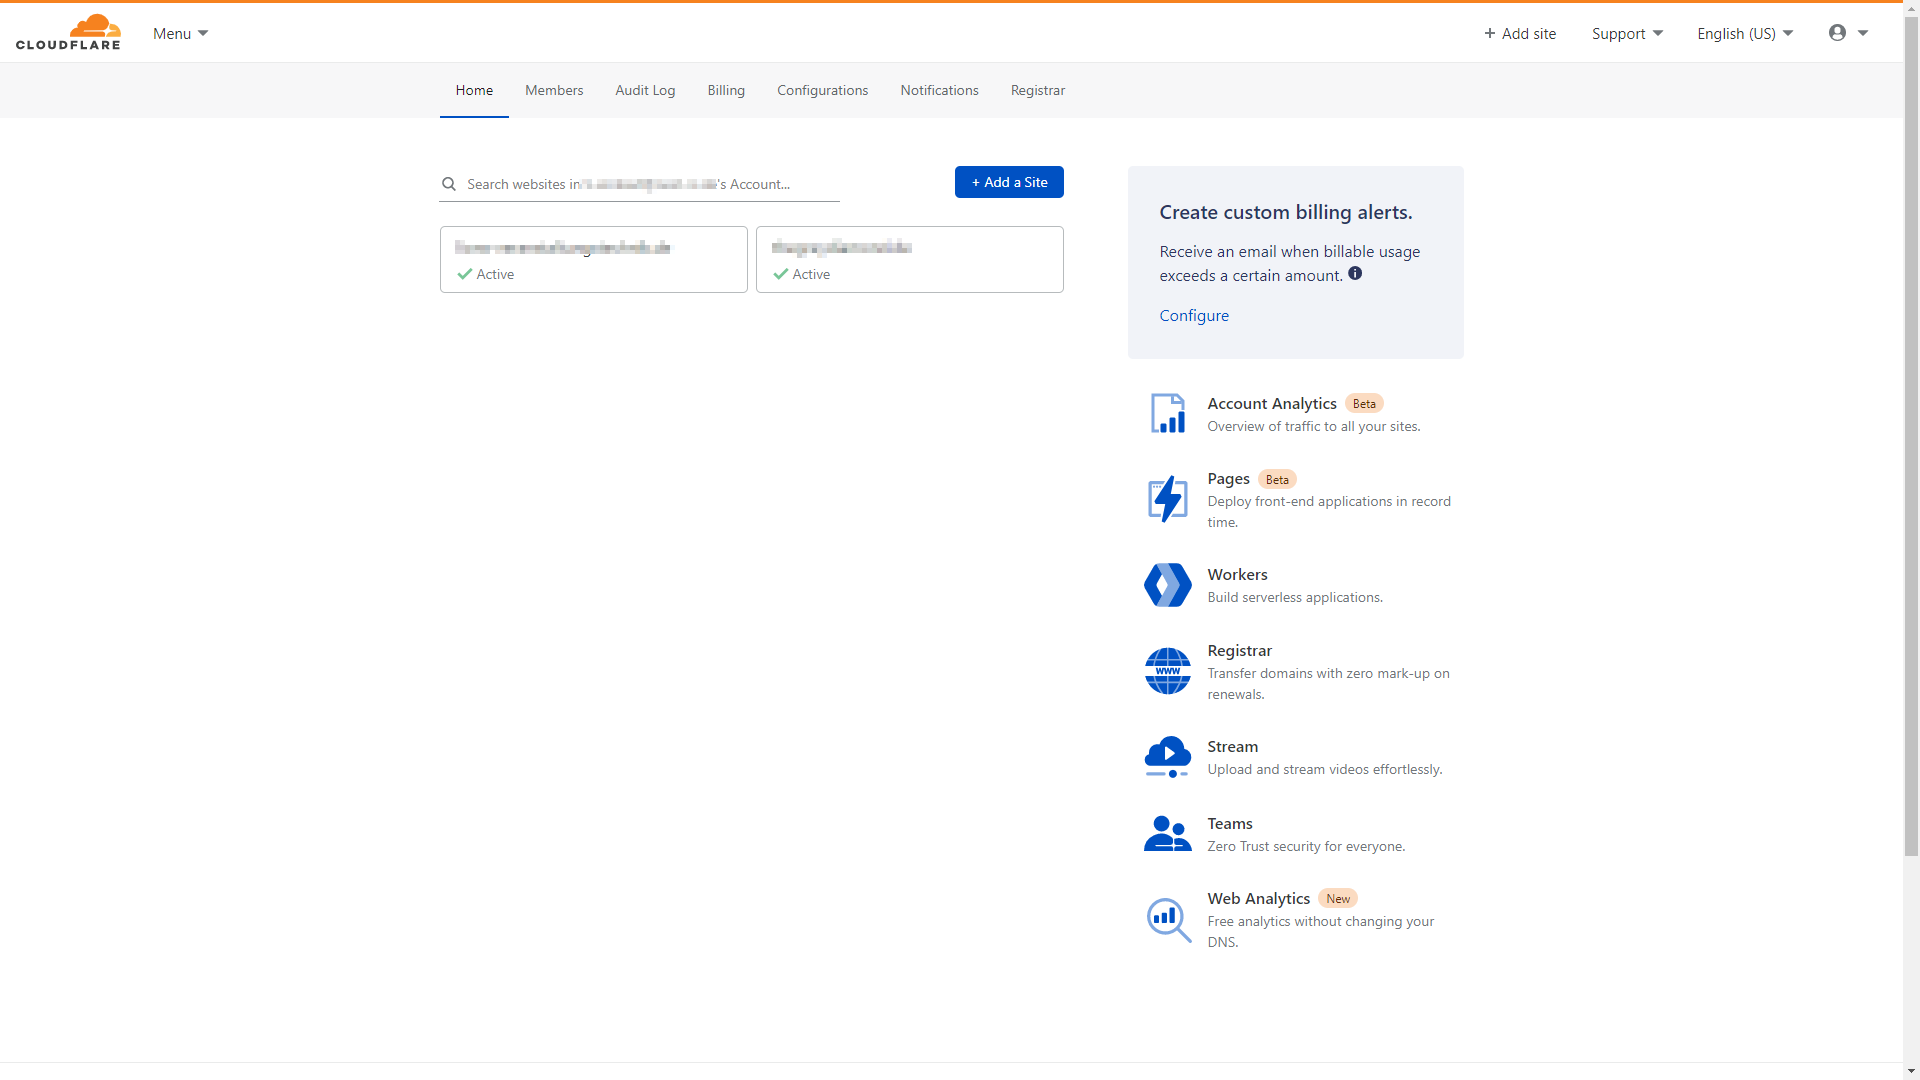 CLOUDFLARE
Menu
+ Add site
Support
English (US)
Home
Members
Audit Log
Billing
Configurations
Notifications
Registrar
Search websites in 's Account...
+ Add a Site
Active
Active
Create custom billing alerts.
Receive an email when billable usage
exceeds a certain amount.
Configure
Account Analytics Beta
Overview of traffic to all your sites.
Pages Beta
Deploy front-end applications in record
time.
Workers
Build serverless applications.
WWW
Registrar
Transfer domains with zero mark-up on
renewals.
Stream
Upload and stream videos effortlessly.
Teams
Zero Trust security for everyone.
Web Analytics New
Free analytics without changing your
DNS.